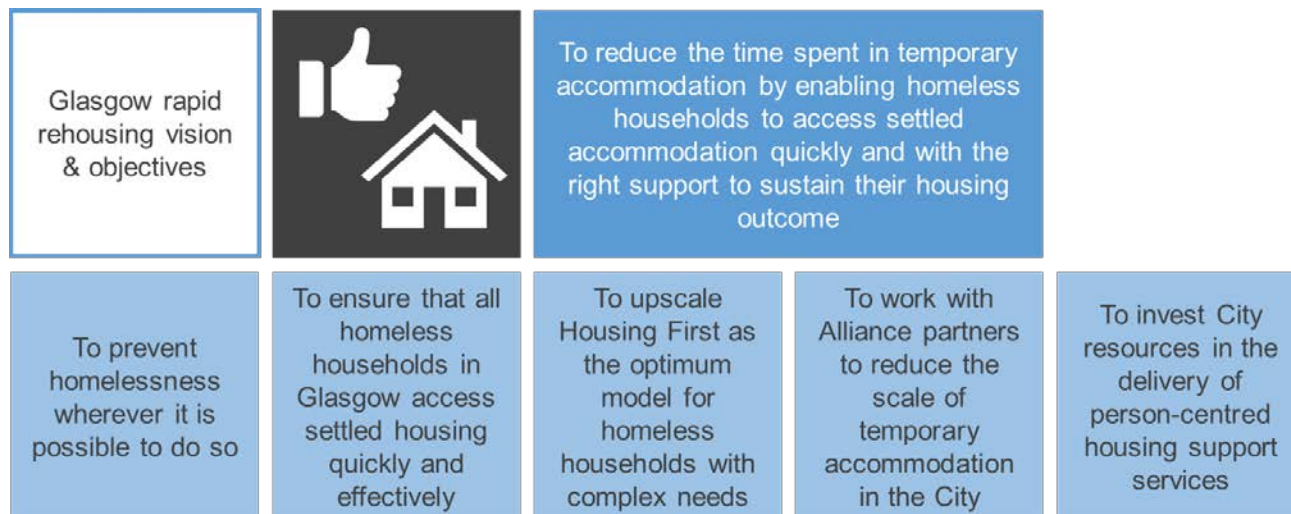 Glasgow rapid
rehousing vision
& objectives
To reduce the time spent in temporary
accommodation by enabling homeless
households to access settled
accommodation quickly and with the
right support to sustain their housing
outcome
To prevent
homelessness
wherever it is
possible to do so
To ensure that all
homeless
households in
Glasgow access
settled housing
quickly and
effectively
To upscale
Housing First as
the optimum
model for
homeless
households with
complex needs
To work with
Alliance partners
to reduce the
scale of
temporary
accommodation
in the City
To invest City
resources in the
delivery of
person-centred
housing support
services